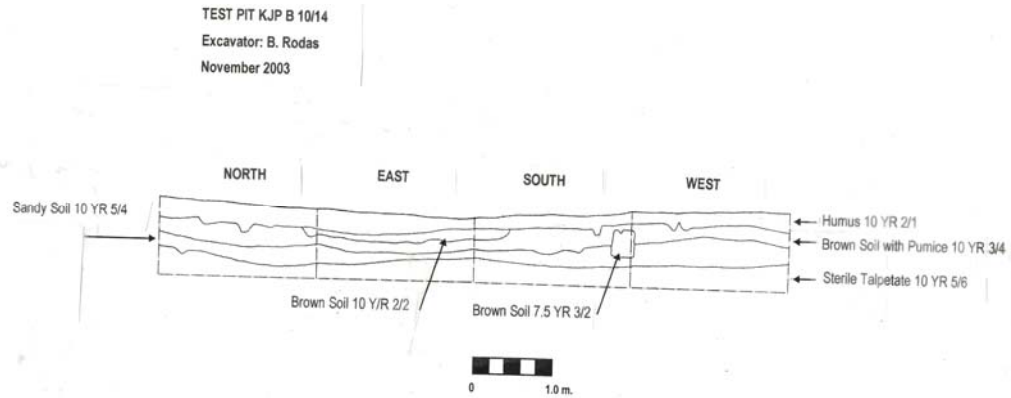 TEST PIT KJP B 10/14
Excavator: B. Rodas
November 2003
NORTH
EAST
SOUTH
WEST
Sandy Soil 10 YR 5/4
Humus 10 YR 2/1
Brown Soil with Pumice 10 YR 3/4
Sterile Talpetate 10 YR 5/6
Brown Soil 10 Y/R 2/2
Brown Soil 7.5 YR 3/2
0
1.0 m.